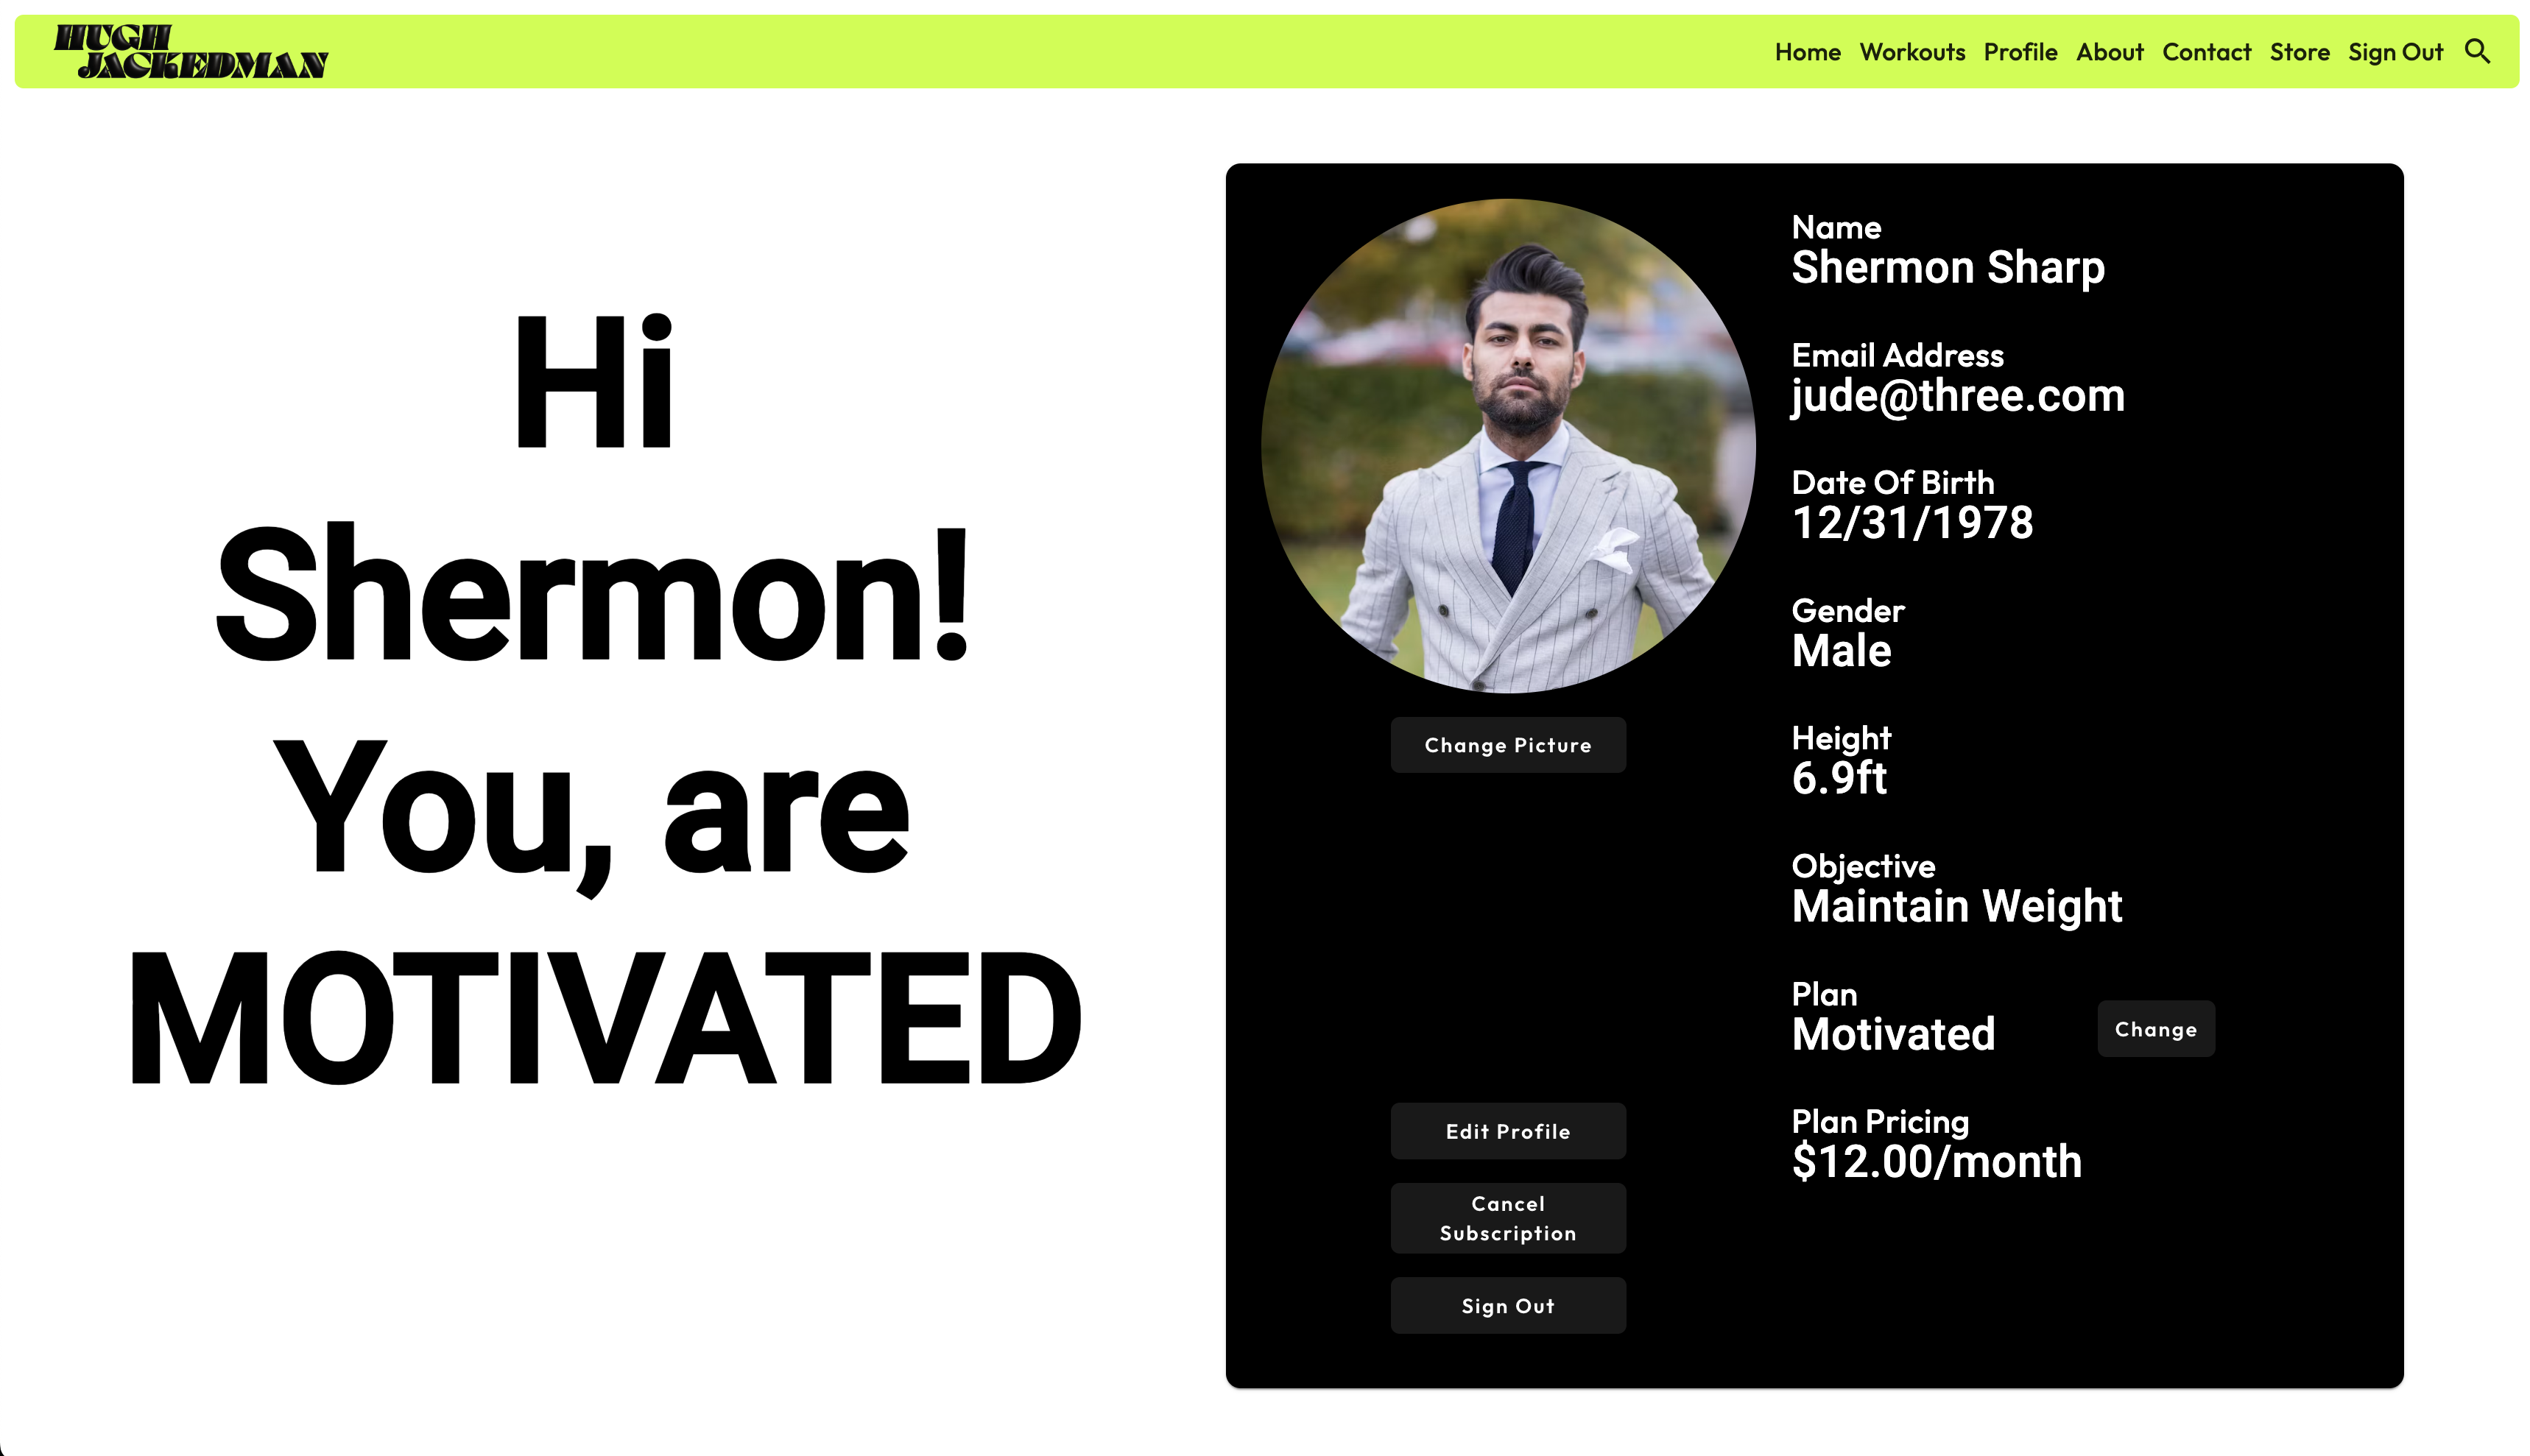 HUGH
JACKEDMAN
Home Workouts Profile About Contact Store Sign Out
Hi
Shermon!
You, are
MOTIVATED
Change Picture
Edit Profile
Cancel
Subscription
Sign Out
Name
Shermon Sharp
Email Address
jude@three.com
Date Of Birth
12/31/1978
Gender
Male
Height
6.9ft
Objective
Maintain Weight
Plan
Motivated
Change
Plan Pricing
$12.00/month